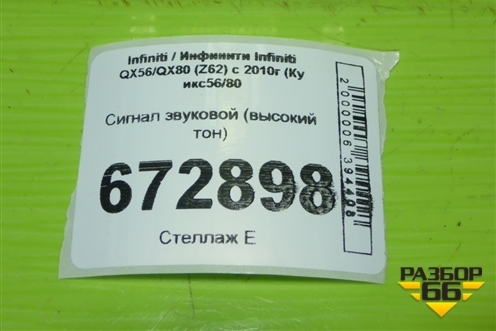 Infiniti / Инфинити Infiniti
QX56/QX80 (Z62) с 2010г (Ку
икс56/80
Сигнал звуковой (высокий
тон)
672898
Стеллаж Е
2000006394498
РАЗБОР
66